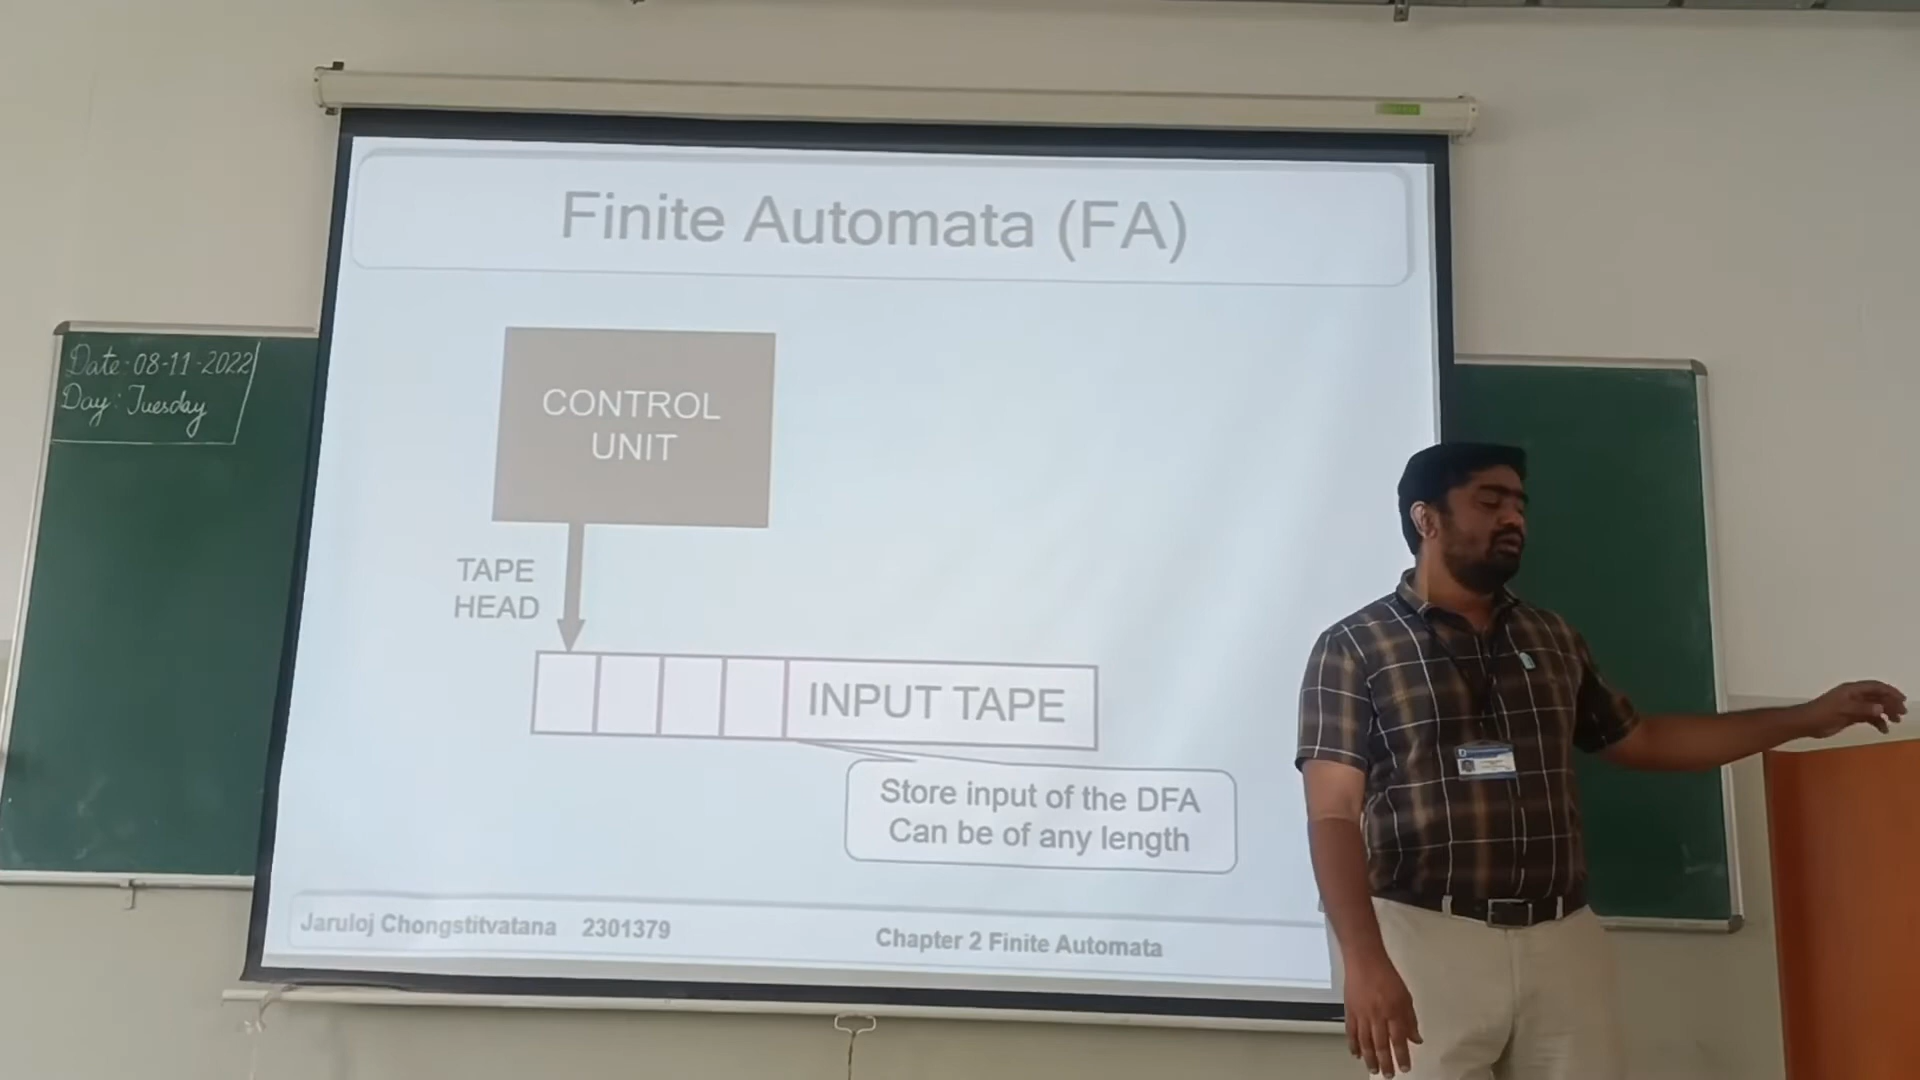 Finite Automata (FA)
Date-08-11-2022
Day: Tuesday
CONTROL
UNIT
TAPE
HEAD
INPUT TAPE
Store input of the DFA
Can be of any length
Jaruloj Chongstitvatana 2301379
Chapter 2 Finite Automata